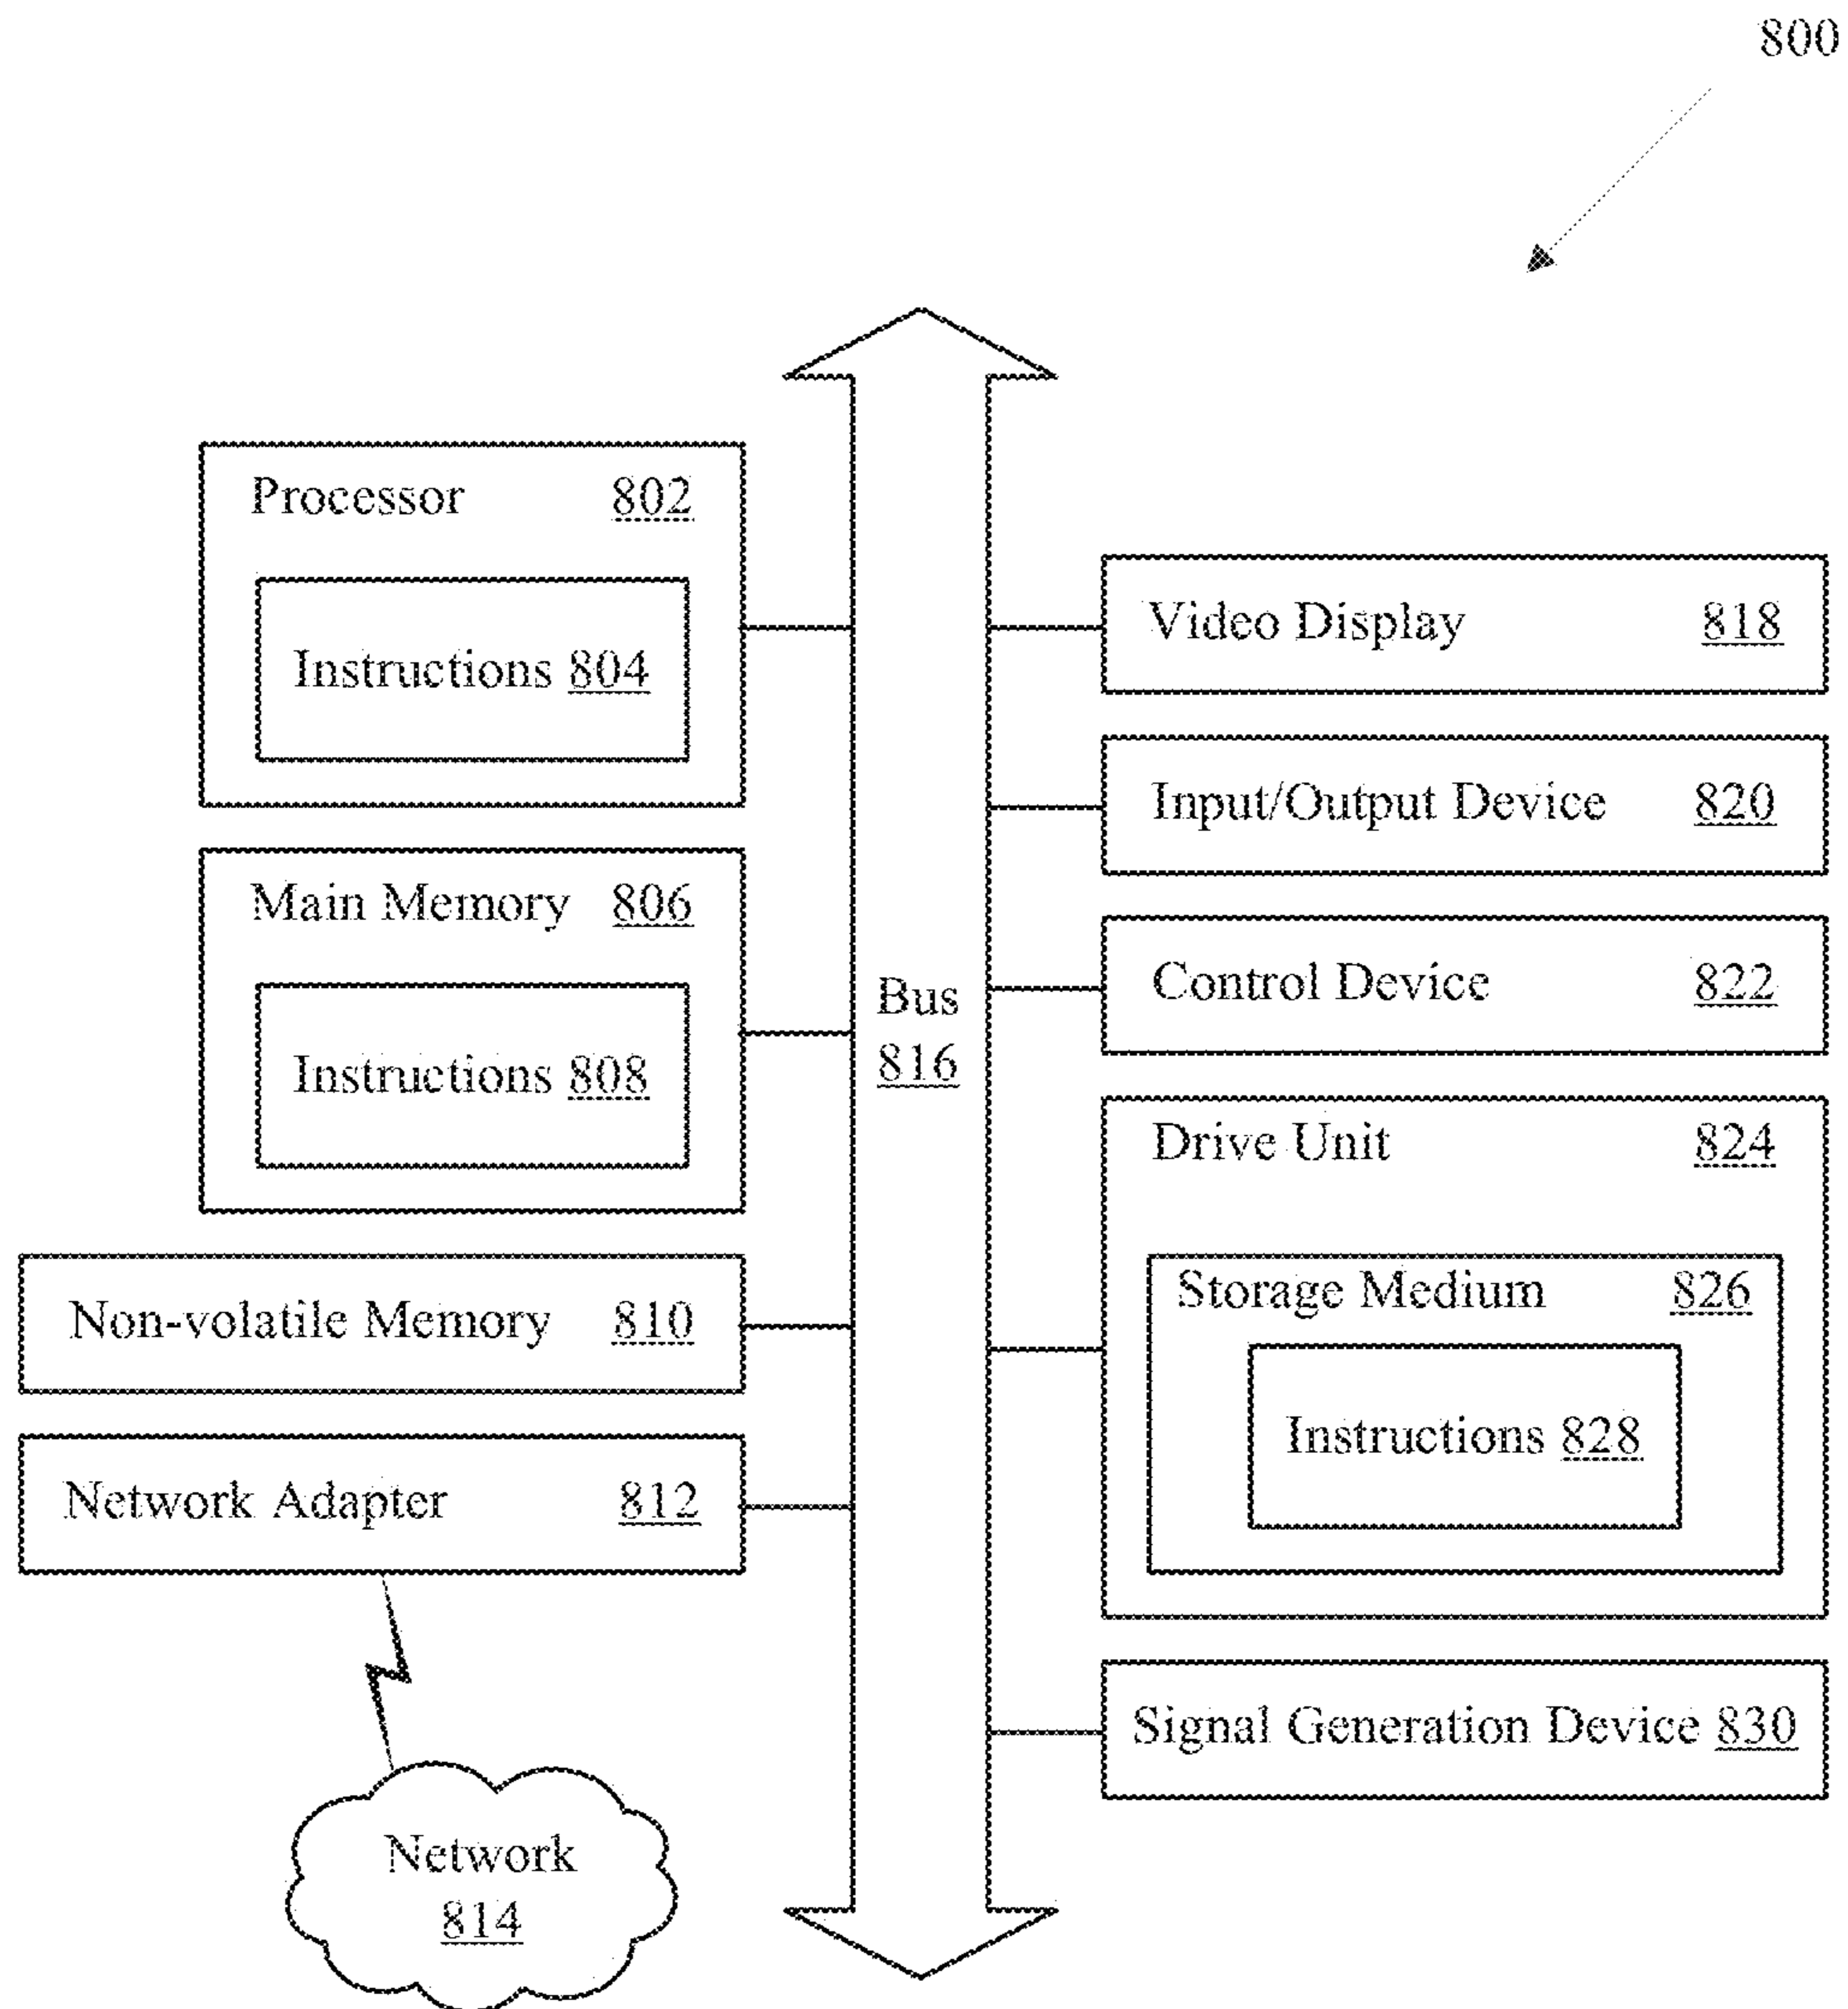 800
Processor 802
Instructions 804
Main Memory 806
Instructions 808
Non-volatile Memory 810
Network Adapter 812
Network
814
Bus
816
Video Display 818
Input/Output Device 820
Control Device 822
Drive Unit 824
Storage Medium 826
Instructions 828
Signal Generation Device 830